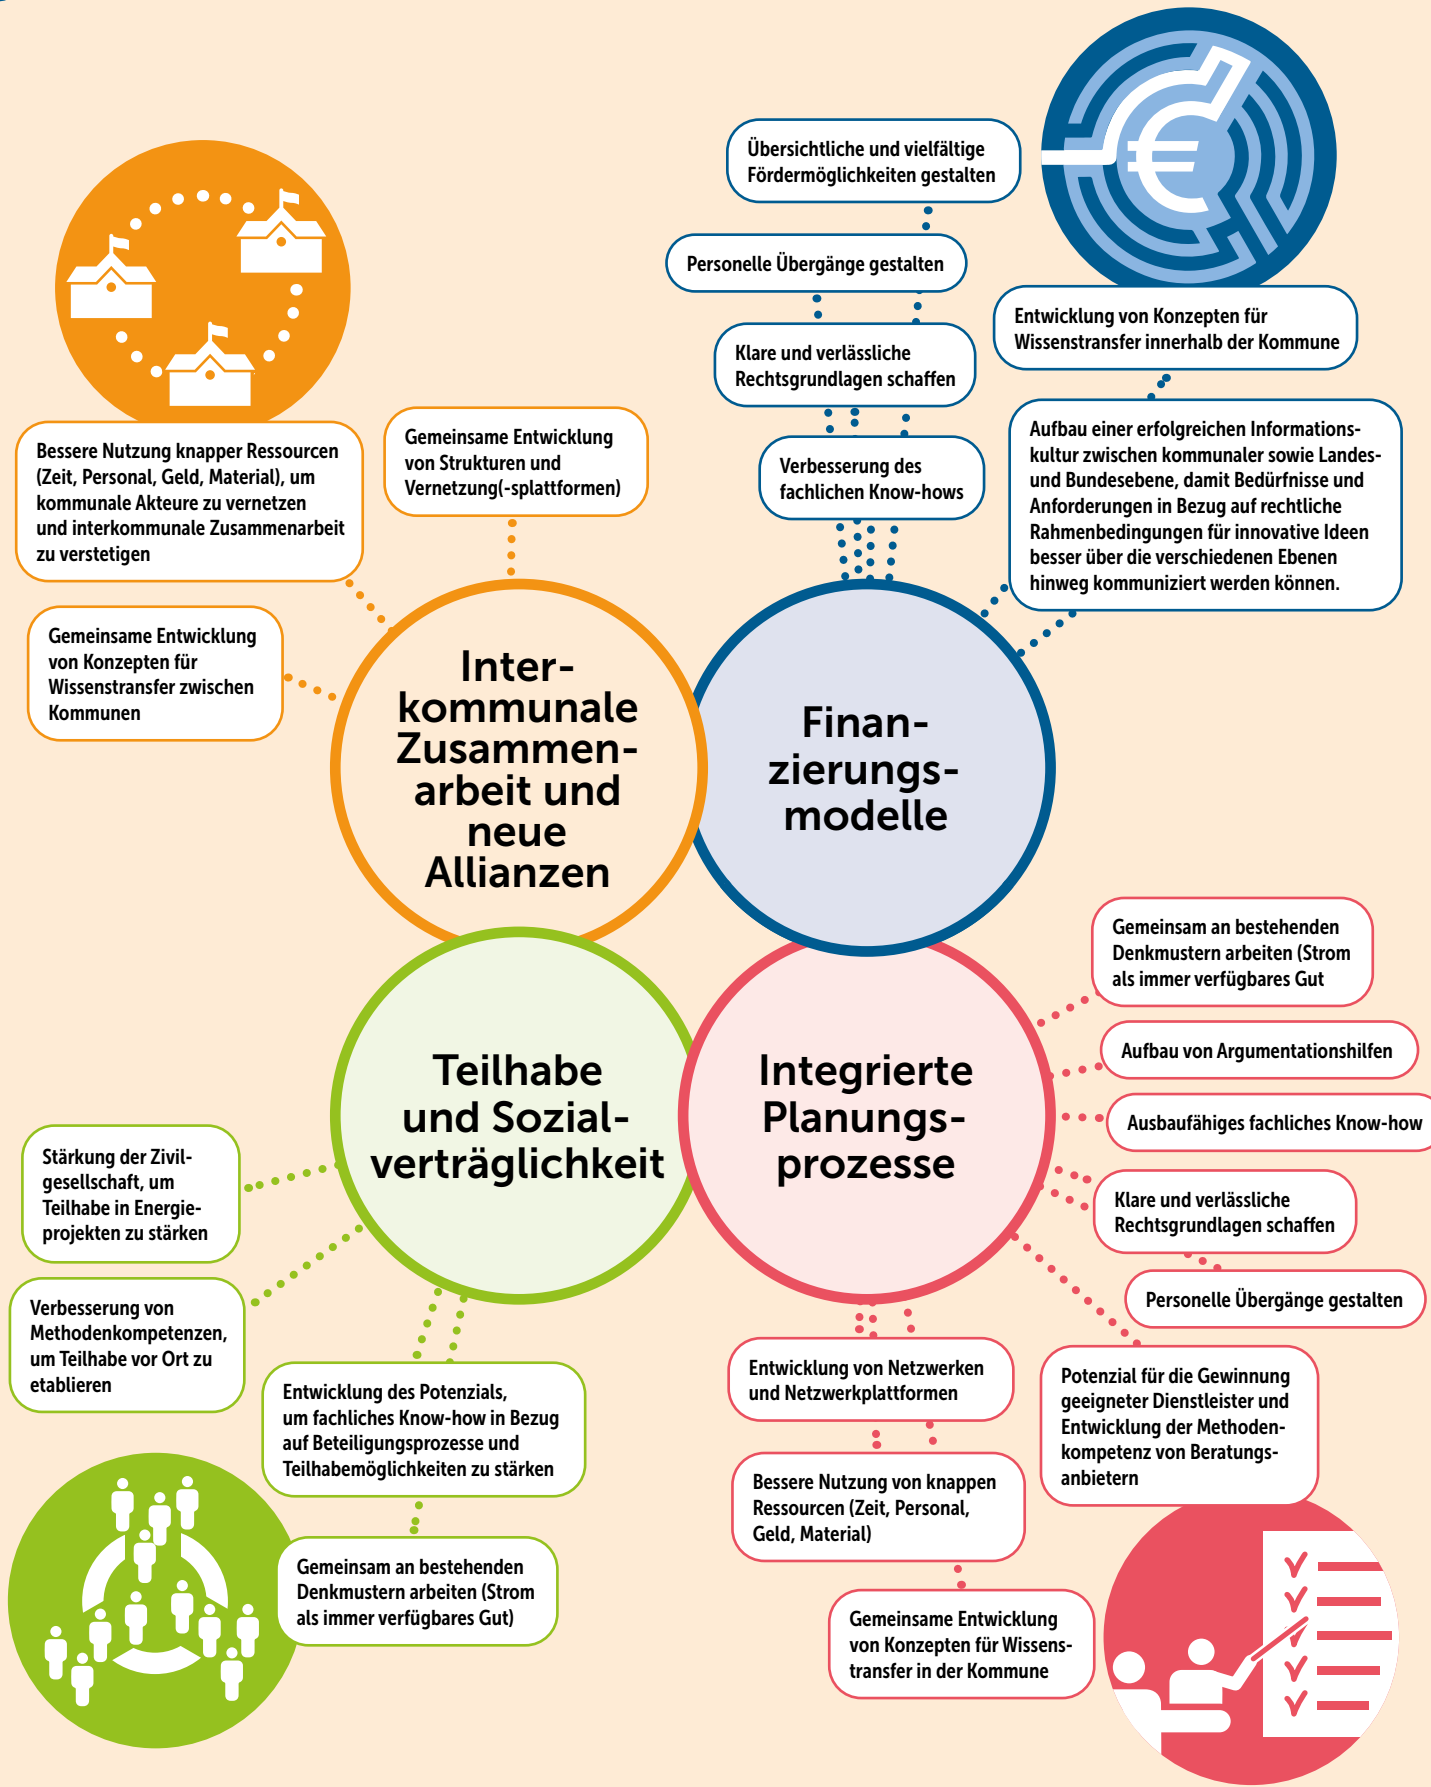 Übersichtliche und vielfältige
Fördermöglichkeiten gestalten
Personelle Übergänge gestalten
Klare und verlässliche
Rechtsgrundlagen schaffen
Verbesserung des
fachlichen Know-hows
€
Entwicklung von Konzepten für
Wissenstransfer innerhalb der Kommune
Aufbau einer erfolgreichen Informations-
kultur zwischen kommunaler sowie Landes-
und Bundesebene, damit Bedürfnisse und
Anforderungen in Bezug auf rechtliche
Rahmenbedingungen für innovative Ideen
besser über die verschiedenen Ebenen
hinweg kommuniziert werden können.
Bessere Nutzung knapper Ressourcen
(Zeit, Personal, Geld, Material), um
kommunale Akteure zu vernetzen
und interkommunale Zusammenarbeit
zu verstetigen
Gemeinsame Entwicklung
von Strukturen und
Vernetzung(-splattformen)
Gemeinsame Entwicklung
von Konzepten für
Wissenstransfer zwischen
Kommunen
Inter-
kommunale
Zusammen-
arbeit und
neue
Allianzen
Finan-
zierungs-
modelle
Teilhabe
und Sozial-
verträglichkeit
Integrierte
Planungs-
prozesse
Gemeinsam an bestehenden
Denkmustern arbeiten (Strom
als immer verfügbares Gut
Aufbau von Argumentationshilfen
Ausbaufähiges fachliches Know-how
Klare und verlässliche
Rechtsgrundlagen schaffen
Personelle Übergänge gestalten
Potenzial für die Gewinnung
geeigneter Dienstleister und
Entwicklung der Methoden-
kompetenz von Beratungs-
anbietern
Stärkung der Zivil-
gesellschaft, um
Teilhabe in Energie-
projekten zu stärken
Verbesserung von
Methodenkompetenzen,
um Teilhabe vor Ort zu
etablieren
Entwicklung des Potenzials,
um fachliches Know-how in Bezug
auf Beteiligungsprozesse und
Teilhabemöglichkeiten zu stärken
Gemeinsam an bestehenden
Denkmustern arbeiten (Strom
als immer verfügbares Gut)
Entwicklung von Netzwerken
und Netzwerkplattformen
Bessere Nutzung von knappen
Ressourcen (Zeit, Personal,
Geld, Material)
Gemeinsame Entwicklung
von Konzepten für Wissens-
transfer in der Kommune